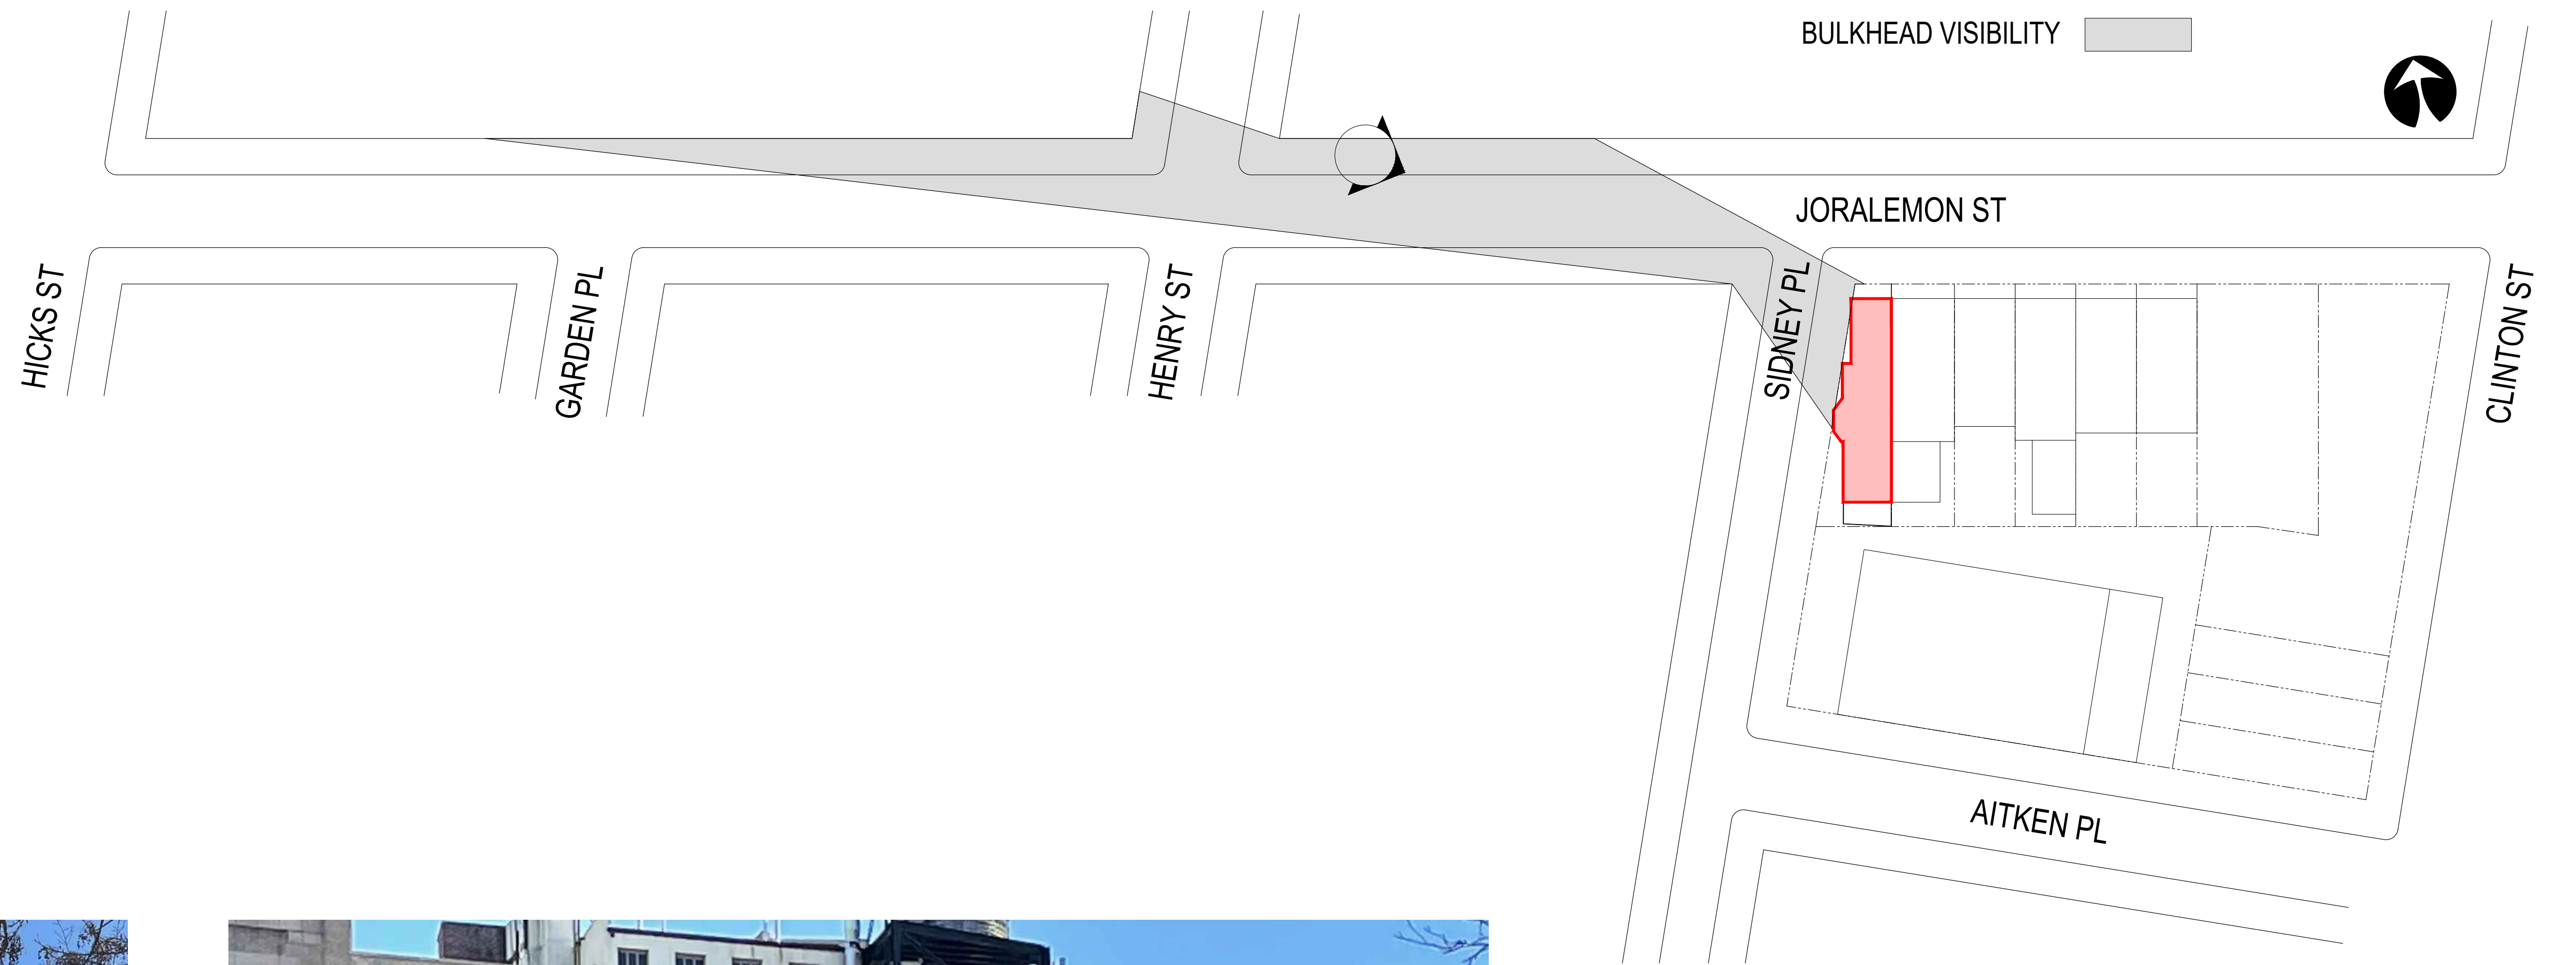 BULKHEAD VISIBILITY
JORALEMON ST
HICKS ST
GARDEN PL
HENRY ST
SIDNEY PL
CLINTON ST
AITKEN PL